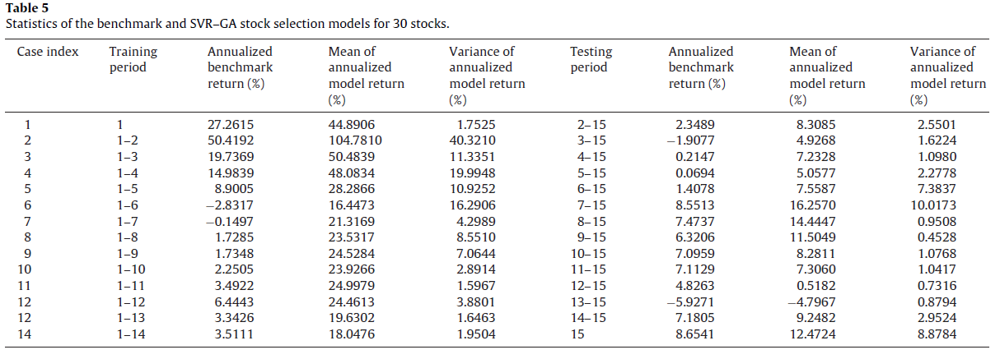 Table 5
Statistics of the benchmark and SVR–GA stock selection models for 30 stocks.
Case index Training period Annualized benchmark return (%) Mean of annualized model return (%) Variance of annualized model return (%) Testing period Annualized benchmark return (%) Mean of annualized model return (%) Variance of annualized model return (%)
1 1 27.2615 44.8906 1.7525 2–15 2.3489 8.3085 2.5501
2 1–2 50.4192 104.7810 40.3210 3–15 −1.9077 4.9268 1.6224
3 1–3 19.7369 50.4839 11.3351 4–15 0.2147 7.2328 1.0980
4 1–4 14.9839 48.0834 19.9948 5–15 0.0694 5.0577 2.2778
5 1–5 8.9005 28.2866 10.9252 6–15 1.4078 7.5587 7.3837
6 1–6 −2.8317 16.4473 16.2906 7–15 8.5513 16.2570 10.0173
7 1–7 −0.1497 21.3169 4.2989 8–15 7.4737 14.4447 0.9508
8 1–8 1.7285 23.5317 8.5510 9–15 6.3206 11.5049 0.4528
9 1–9 1.7348 24.5284 7.0644 10–15 7.0959 8.2811 1.0768
10 1–10 2.2505 23.9266 2.8914 11–15 7.1129 7.3060 1.0417
11 1–11 3.4922 24.9979 1.5967 12–15 4.8263 0.5182 0.7316
12 1–12 6.4443 24.4613 3.8801 13–15 −5.9271 −4.7967 0.8794
12 1–13 3.3426 19.6302 1.6463 14–15 7.1805 9.2482 2.9524
14 1–14 3.5111 18.0476 1.9504 15 8.6541 12.4724 8.8784